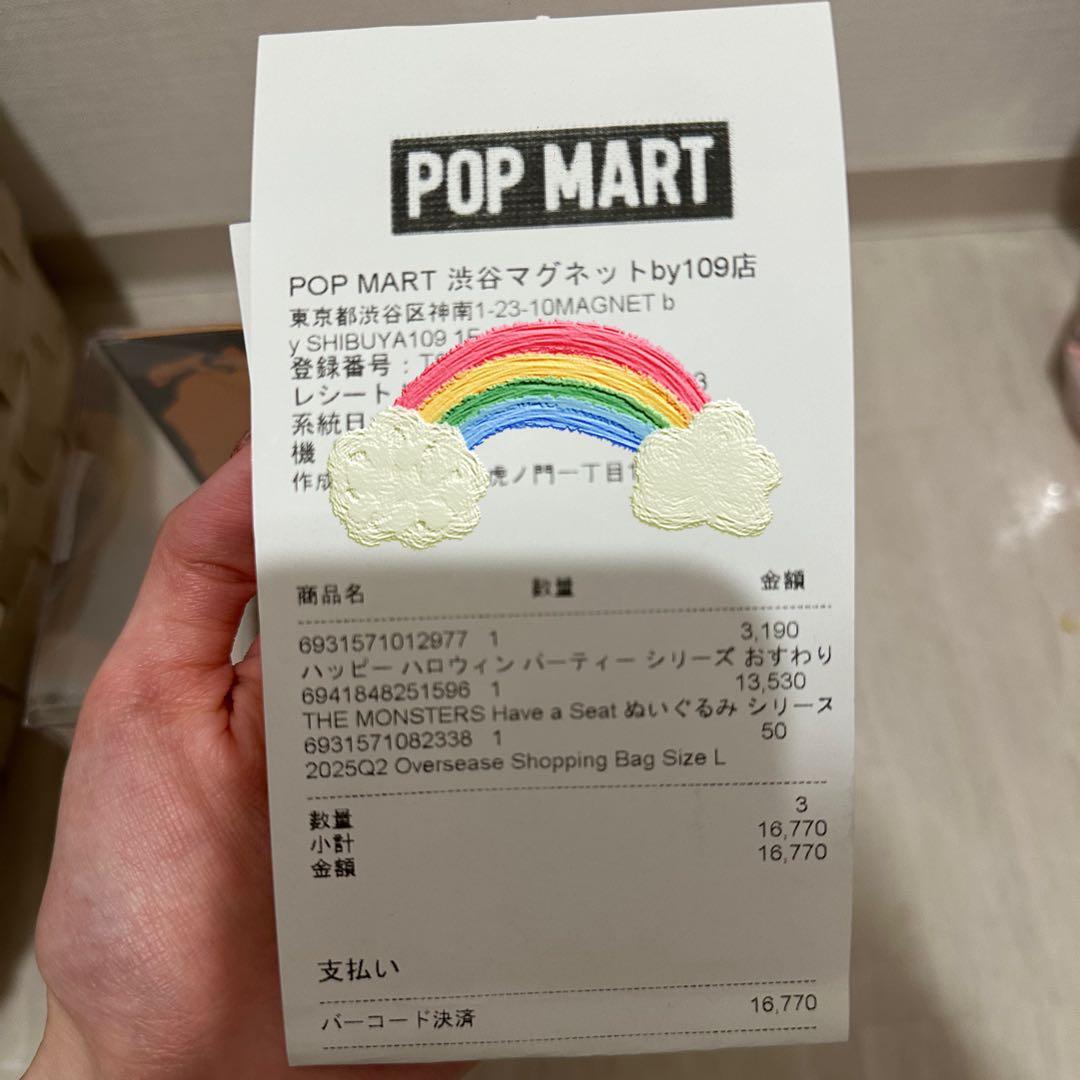 POP MART
POP MART 渋谷マグネットby109店
東京都渋谷区神南1-23-10MAGNET b
y SHIBUYA109 1F
登録番号：T
レシート
系統日
機
作成 虎ノ門一丁目1
商品名 数量 金額
6931571012977 1 3,190
ハッピー ハロウィン パーティー シリーズ おすわり
6941848251596 1 13,530
THE MONSTERS Have a Seat ぬいぐるみ シリーズ
6931571082338 1 50
2025Q2 Oversease Shopping Bag Size L
数量 3
小計 16,770
金額 16,770
支払い
バーコード決済 16,770